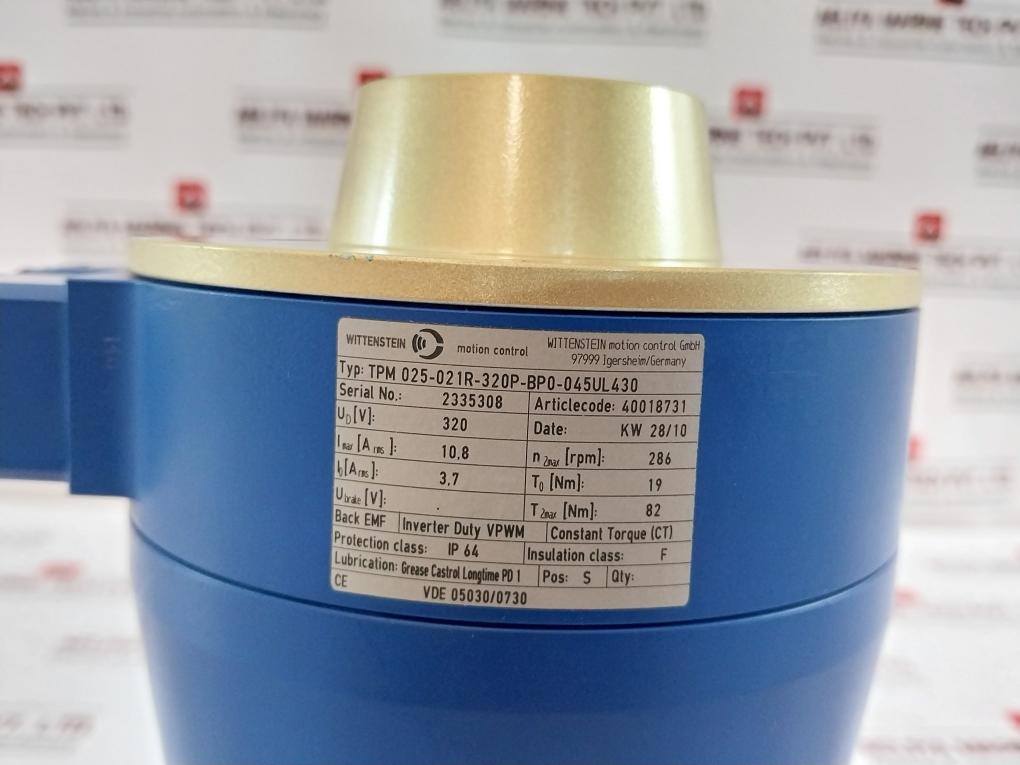 WITTENSTEIN motion control WITTENSTEIN motion control GmbH
97999 Igersheim/Germany
Typ: TPM 025-021R-320P-BP0-045UL430
Serial No.: 2335308 Articlecode: 40018731
UD[V]: 320 Date: KW 28/10
Imax [Arms]: 10,8 n2max [rpm]: 286
I0[Arms]: 3,7 T0 [Nm]: 19
Ubrake [V]: T2max [Nm]: 82
Back EMF Inverter Duty VPWM Constant Torque (CT)
Protection class: IP 64 Insulation class: F
Lubrication: Grease Castrol Longtime PD 1 Pos: S Qty:
CE VDE 05030/0730